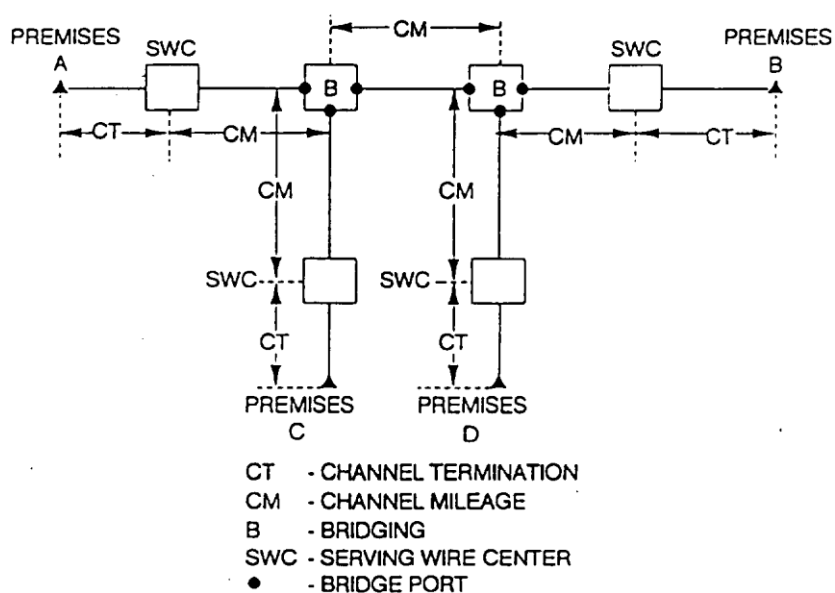 CM
PREMISES
A
SWC
SWC
PREMISES
B
B
B
CT
CM
CM
CT
CM
CM
SWC
SWC
CT
CT
PREMISES
C
PREMISES
D
CT - CHANNEL TERMINATION
CM - CHANNEL MILEAGE
B - BRIDGING
SWC - SERVING WIRE CENTER
● - BRIDGE PORT